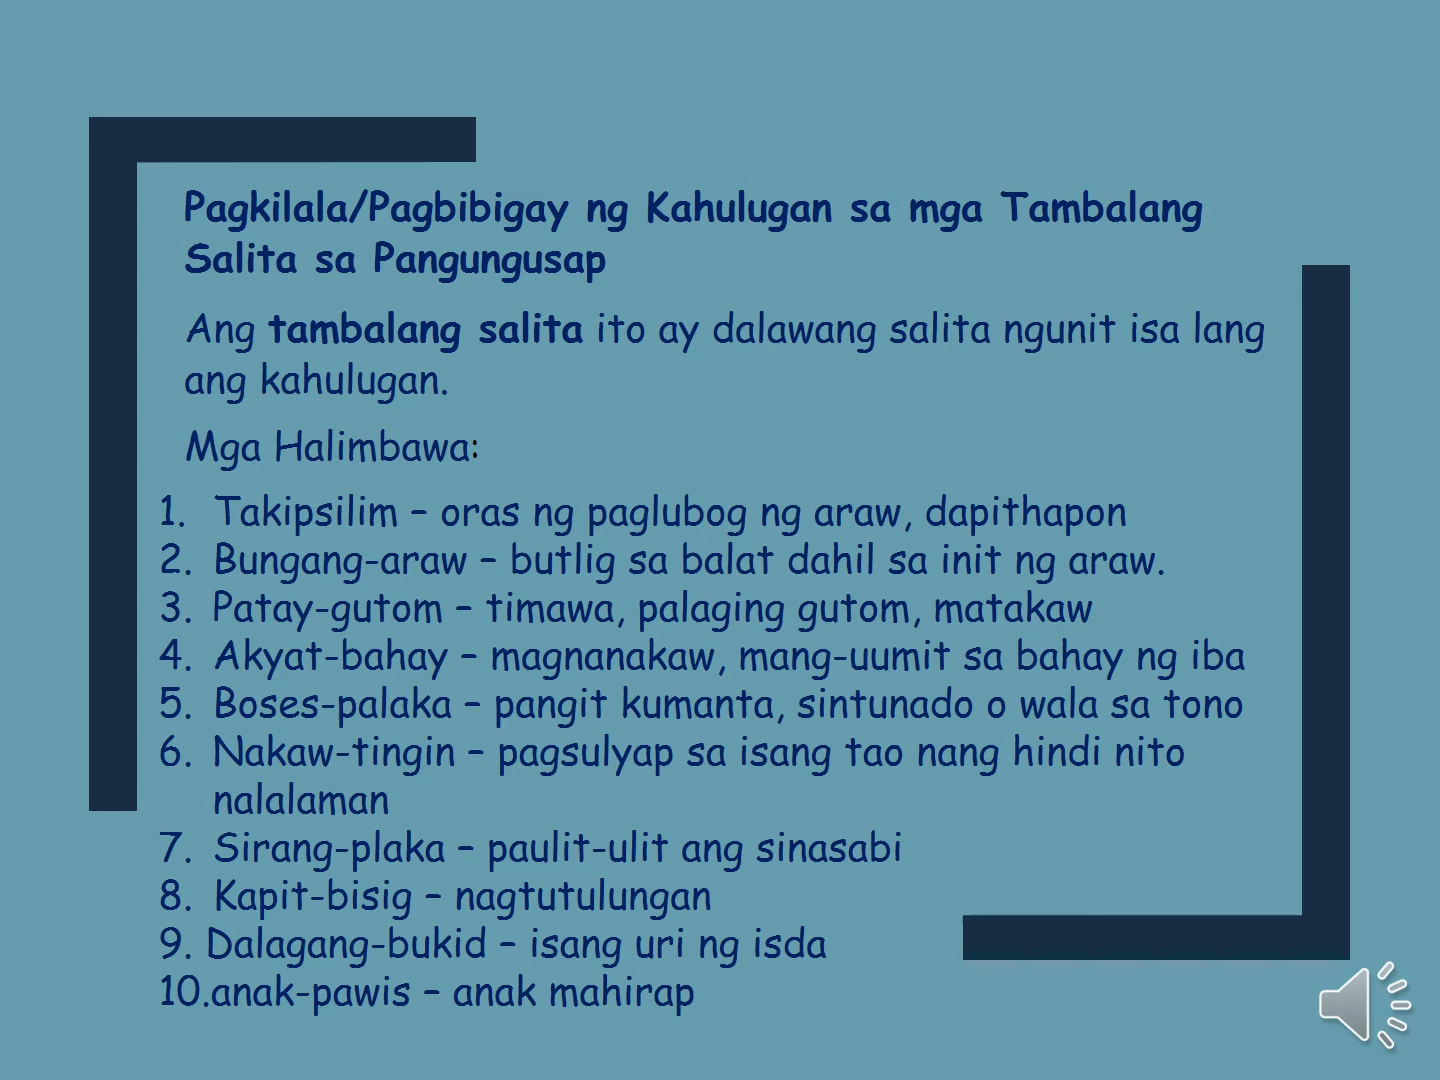 Pagkilala/Pagbibigay ng Kahulugan sa mga Tambalang
Salita sa Pangungusap
Ang tambalang salita ito ay dalawang salita ngunit isa lang
ang kahulugan.
Mga Halimbawa:
1. Takipsilim – oras ng paglubog ng araw, dapithapon
2. Bungang-araw – butlig sa balat dahil sa init ng araw.
3. Patay-gutom – timawa, palaging gutom, matakaw
4. Akyat-bahay – magnanakaw, mang-uumit sa bahay ng iba
5. Boses-palaka – pangit kumanta, sintunado o wala sa tono
6. Nakaw-tingin – pagsulyap sa isang tao nang hindi nito
nalalaman
7. Sirang-plaka – paulit-ulit ang sinasabi
8. Kapit-bisig – nagtutulungan
9. Dalagang-bukid – isang uri ng isda
10.anak-pawis – anak mahirap